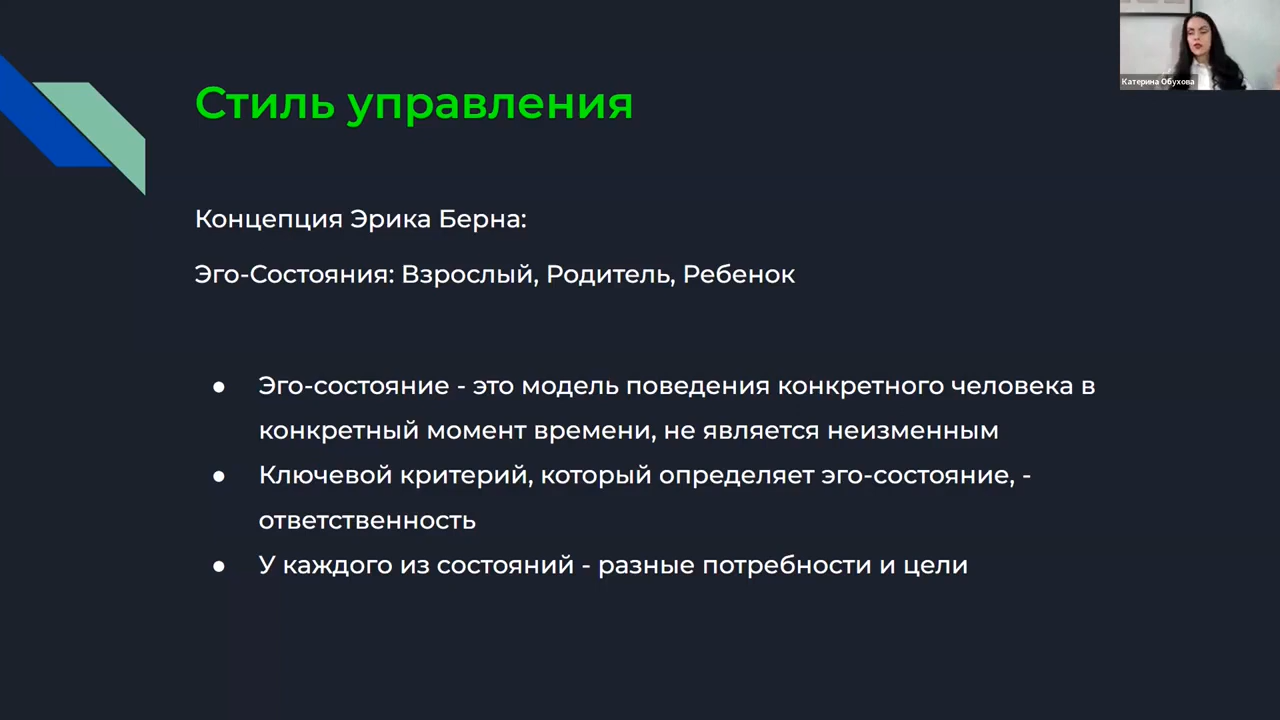 Катерина Обухова
Стиль управления
Концепция Эрика Берна:
Эго-Состояния: Взрослый, Родитель, Ребенок
● Эго-состояние - это модель поведения конкретного человека в
конкретный момент времени, не является неизменным
● Ключевой критерий, который определяет эго-состояние, -
ответственность
● У каждого из состояний - разные потребности и цели